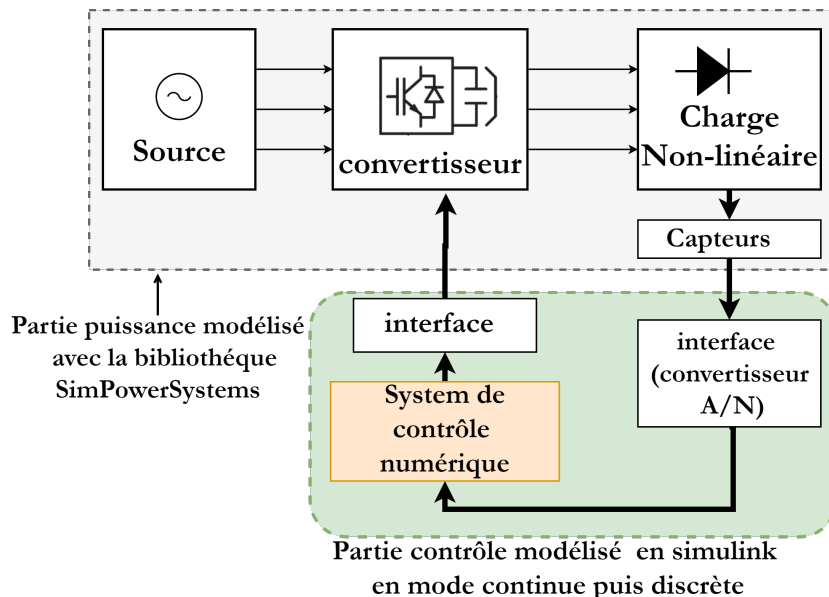 Source
convertisseur
Charge
Non-linéaire
Capteurs
Partie puissance modélisé
avec la bibliothéque
SimPowerSystems
interface
interface
(convertisseur
A/N)
System de
contrôle
numérique
Partie contrôle modélisé en simulink
en mode continue puis discrète